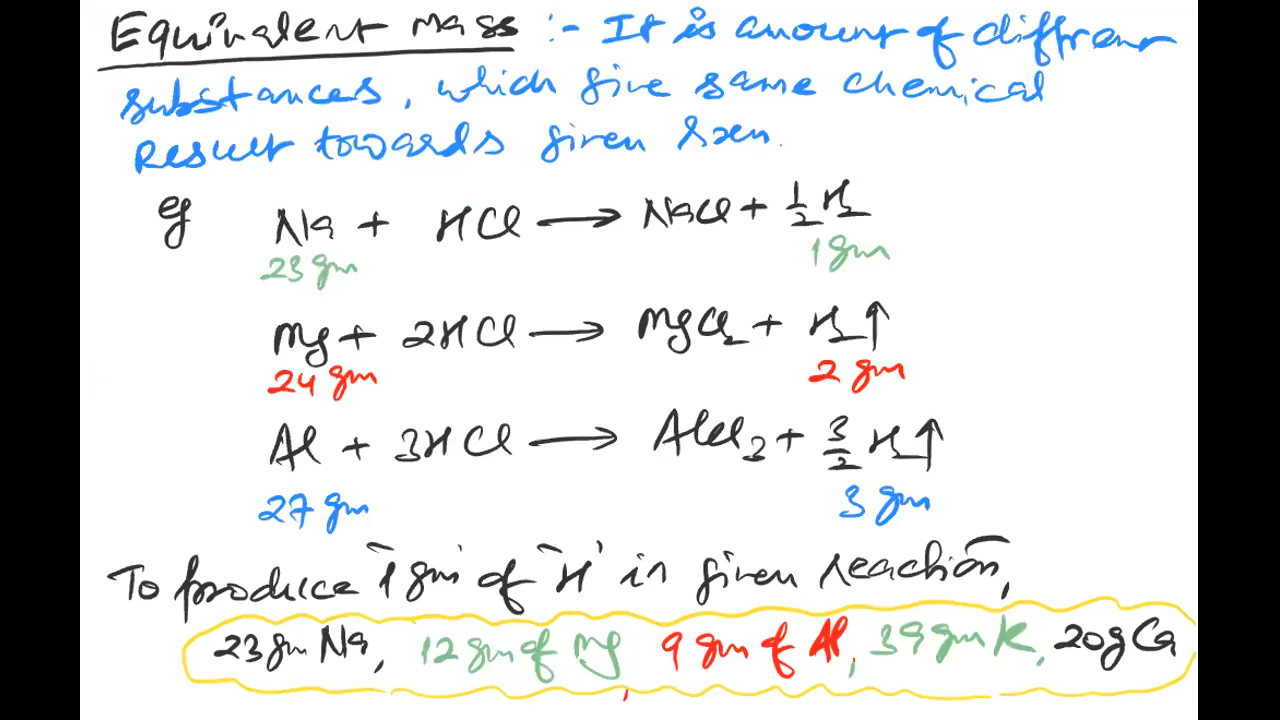 Equivalent mass :- It is amount of different
substances, which give same chemical
result towards given rxen.
eg Na + HCl ⟶ NaCl + 1/2 H₂
23 gm 1 gm
Mg + 2HCl ⟶ MgCl₂ + H₂↑
24 gm 2 gm
Al + 3HCl ⟶ AlCl₃ + 3/2 H₂↑
27 gm 3 gm
To produce '1 gm' of 'H' in given reaction,
23 gm Na, 12 gm of Mg, 9 gm of Al, 39 gm K, 20g Ca